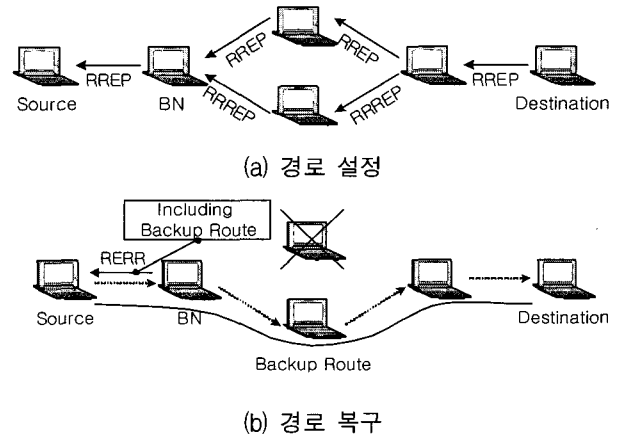 RREP
RREP
RREP
RREP
RRREP
RRREP
Source
BN
Destination
(a) 경로 설정
Including
Backup Route
RERR
Source
BN
Destination
Backup Route
(b) 경로 복구